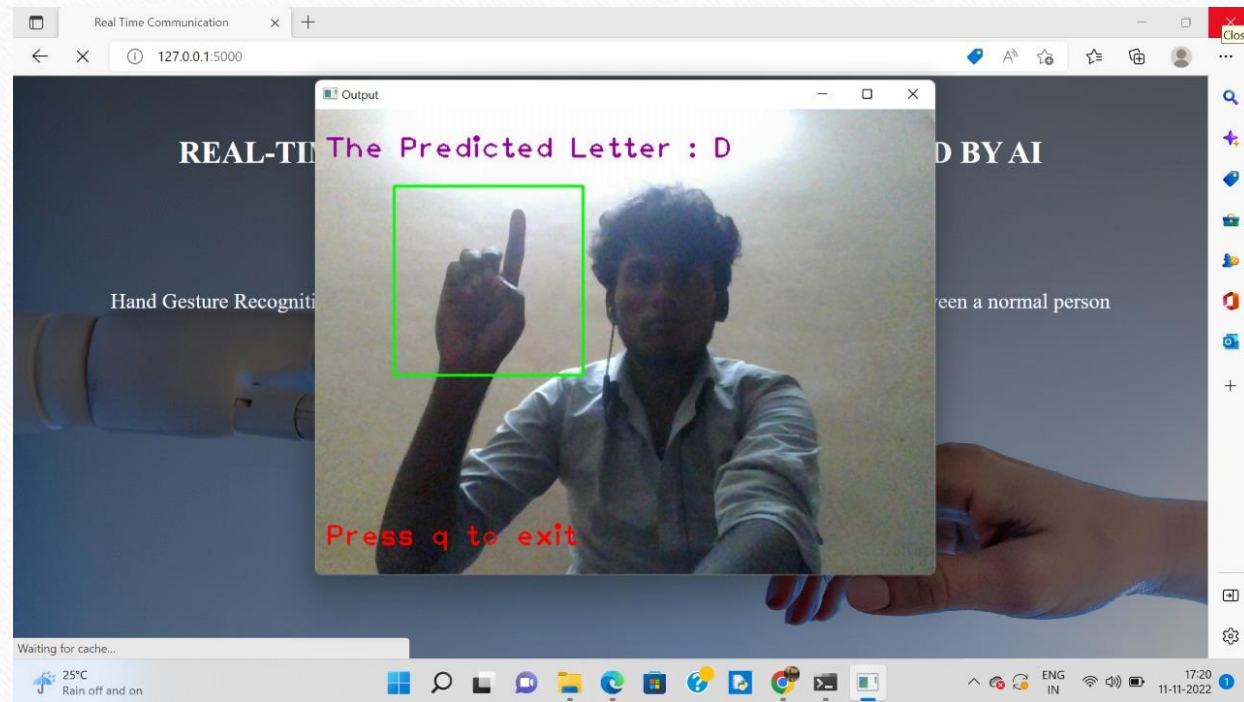 Real Time Communication
Clos
127.0.0.1:5000
Output
REAL-TI
The Predicted Letter : D
D BY AI
Hand Gesture Recogniti
een a normal person
Press q to exit
Waiting for cache...
25°C
Rain off and on
ENG
IN
17:20
11-11-2022
1